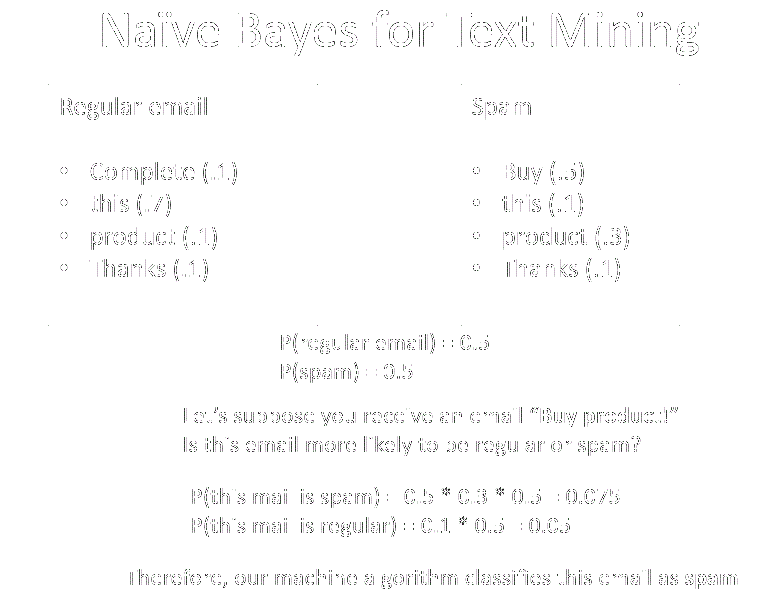 Naïve Bayes for Text Mining
Regular email
• Complete (.1)
• this (.7)
• product (.1)
• Thanks (.1)
Spam
• Buy (.5)
• this (.1)
• product (.3)
• Thanks (.1)
P(regular email) = 0.5
P(spam) = 0.5
Let's suppose you receive an email “Buy product!”
Is this email more likely to be regular or spam?
P(this mail is spam) = 0.5 * 0.3 * 0.5 = 0.075
P(this mail is regular) = 0.1 * 0.5 = 0.05
Therefore, our machine algorithm classifies this email as spam